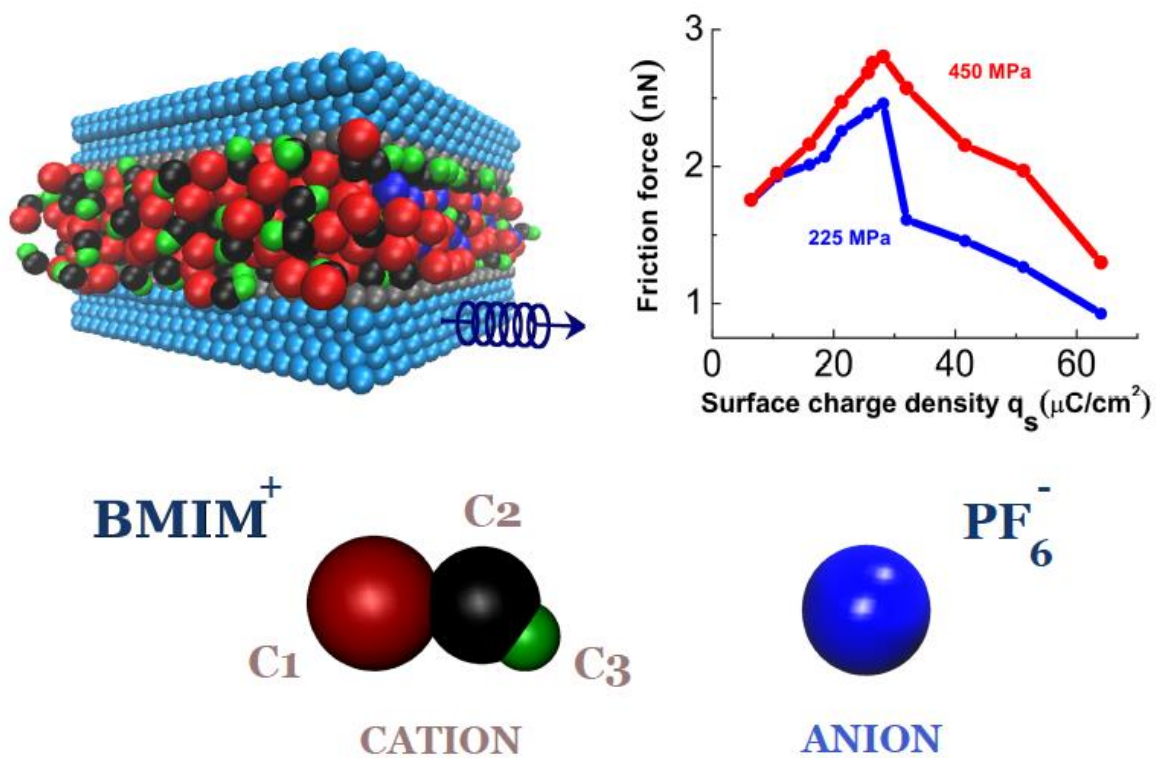 3
450 MPa
Friction force (nN)
2
225 MPa
1
0 20 40 60
Surface charge density q_s (μC/cm²)
BMIM⁺
C2
PF₆⁻
C1
C3
CATION
ANION